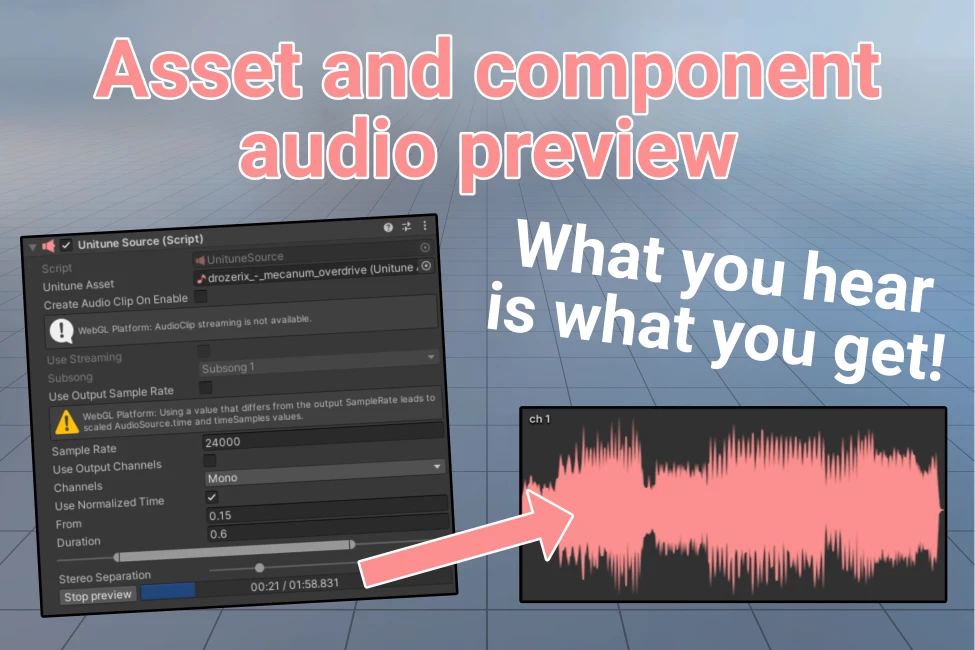 Asset and component
audio preview
What you hear
is what you get!
Unitune Source (Script)
Script
UnituneSource
Unitune Asset
drozerix_-_mecanum_overdrive (Unitune
Create Audio Clip On Enable
WebGL Platform: AudioClip streaming is not available.
Use Streaming
Subsong
Subsong 1
Use Output Sample Rate
WebGL Platform: Using a value that differs from the output SampleRate leads to
scaled AudioSource.time and timeSamples values.
Sample Rate
24000
Use Output Channels
Channels
Mono
Use Normalized Time
From
0.15
Duration
0.6
Stereo Separation
Stop preview
00:21 / 01:58.831
ch 1